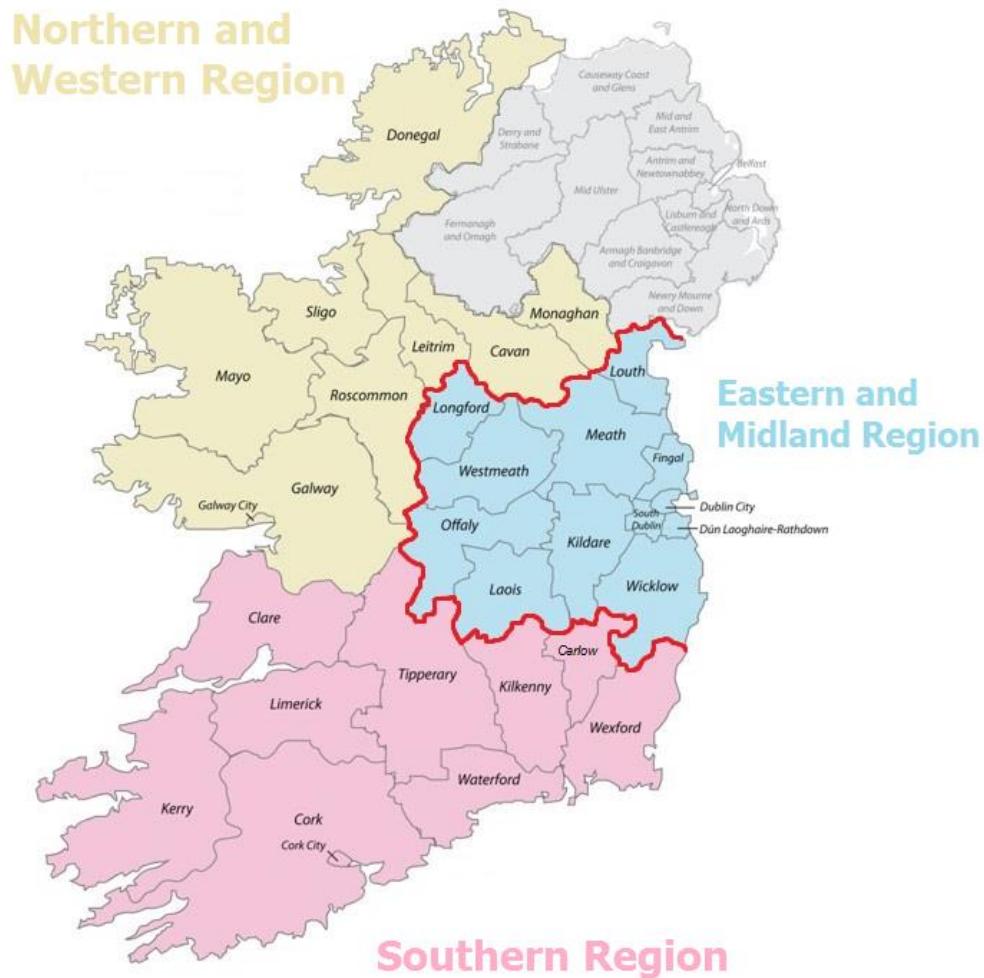 Northern and
Western Region
Donegal
Causeway Coast
and Glens
Derry and
Strabane
Mid and
East Antrim
Antrim and
Newtownabbey
Belfast
Mid Ulster
Lisburn and
Castlereagh
North Down
and Ards
Fermanagh
and Omagh
Armagh Banbridge
and Craigavon
Newry Mourne
and Down
Monaghan
Sligo
Leitrim
Cavan
Mayo
Roscommon
Longford
Louth
Eastern and
Midland Region
Meath
Westmeath
Fingal
Galway
Galway City
Offaly
South
Dublin
Dublin City
Dún Laoghaire-Rathdown
Kildare
Laois
Wicklow
Clare
Carlow
Tipperary
Kilkenny
Limerick
Wexford
Waterford
Kerry
Cork
Cork City
Southern Region